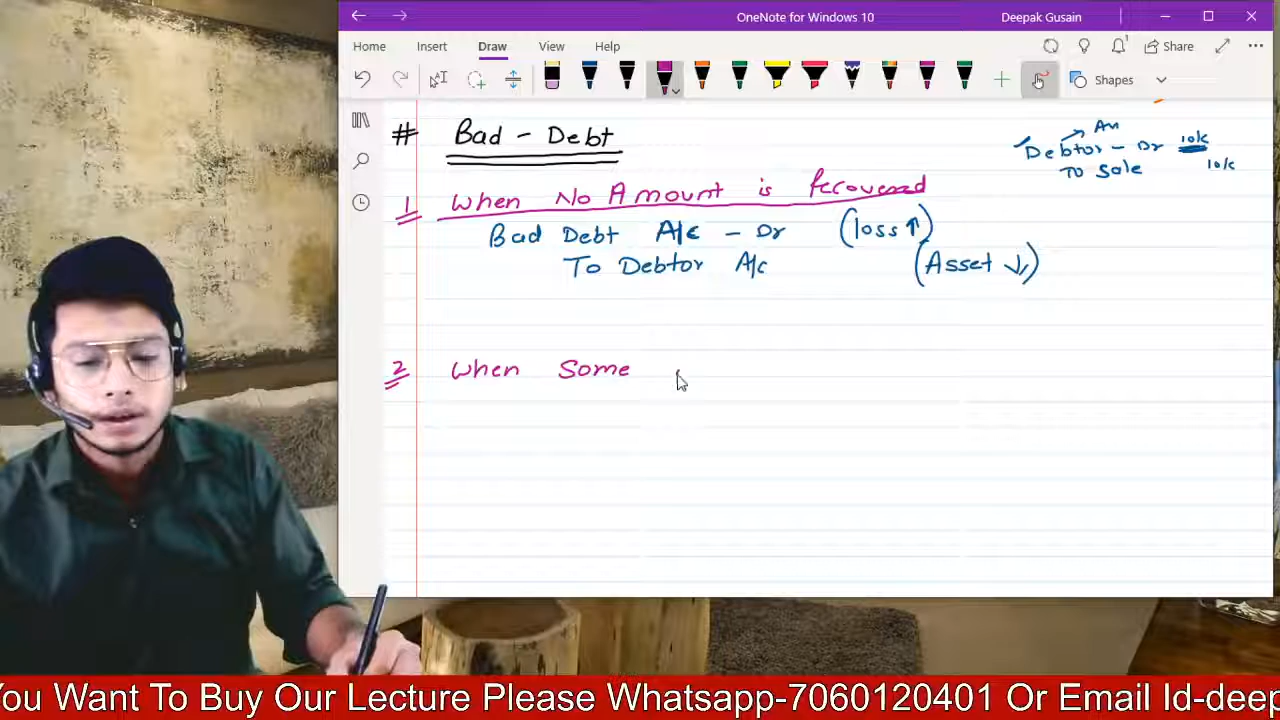 OneNote for Windows 10
Deepak Gusain
Home Insert Draw View Help
Share
Shapes
# Bad - Debt
An
Debtor - Dr 10k
To Sale 10k
1 When No Amount is Recovered
Bad Debt A/c - Dr (loss ↑)
To Debtor A/c (Asset ↓)
2 When Some
You Want To Buy Our Lecture Please Whatsapp-7060120401 Or Email Id-deep